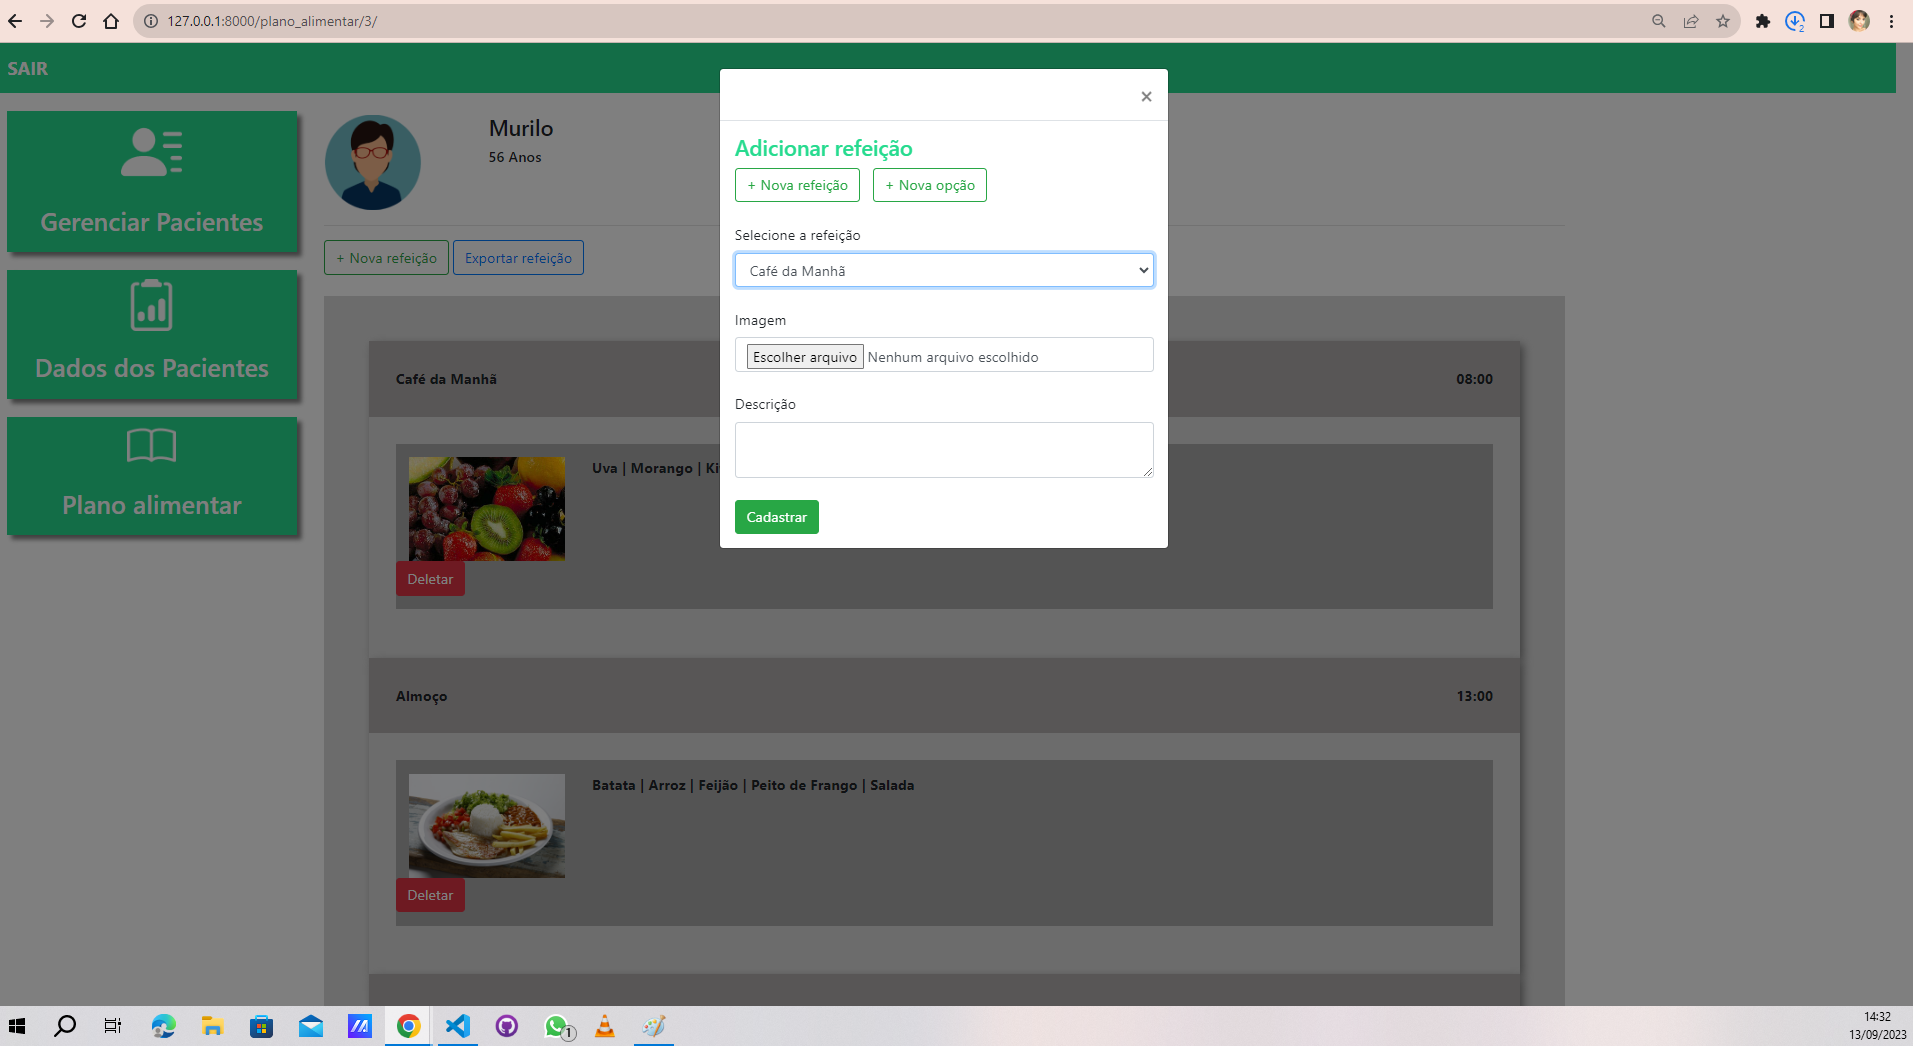 127.0.0.1:8000/plano_alimentar/3/
2
SAIR
Gerenciar Pacientes
Dados dos Pacientes
Plano alimentar
Murilo
56 Anos
+ Nova refeição
Exportar refeição
×
Adicionar refeição
+ Nova refeição
+ Nova opção
Selecione a refeição
Café da Manhã
Imagem
Escolher arquivo Nenhum arquivo escolhido
Descrição
Cadastrar
Café da Manhã
08:00
Uva | Morango |
Deletar
Almoço
13:00
Batata | Arroz | Feijão | Peito de Frango | Salada
Deletar
1
14:32
13/09/2023